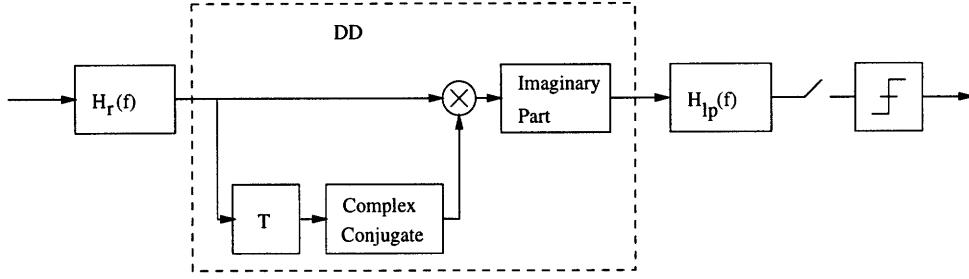 DD
H_r(f)
Imaginary
Part
H_lp(f)
T
Complex
Conjugate